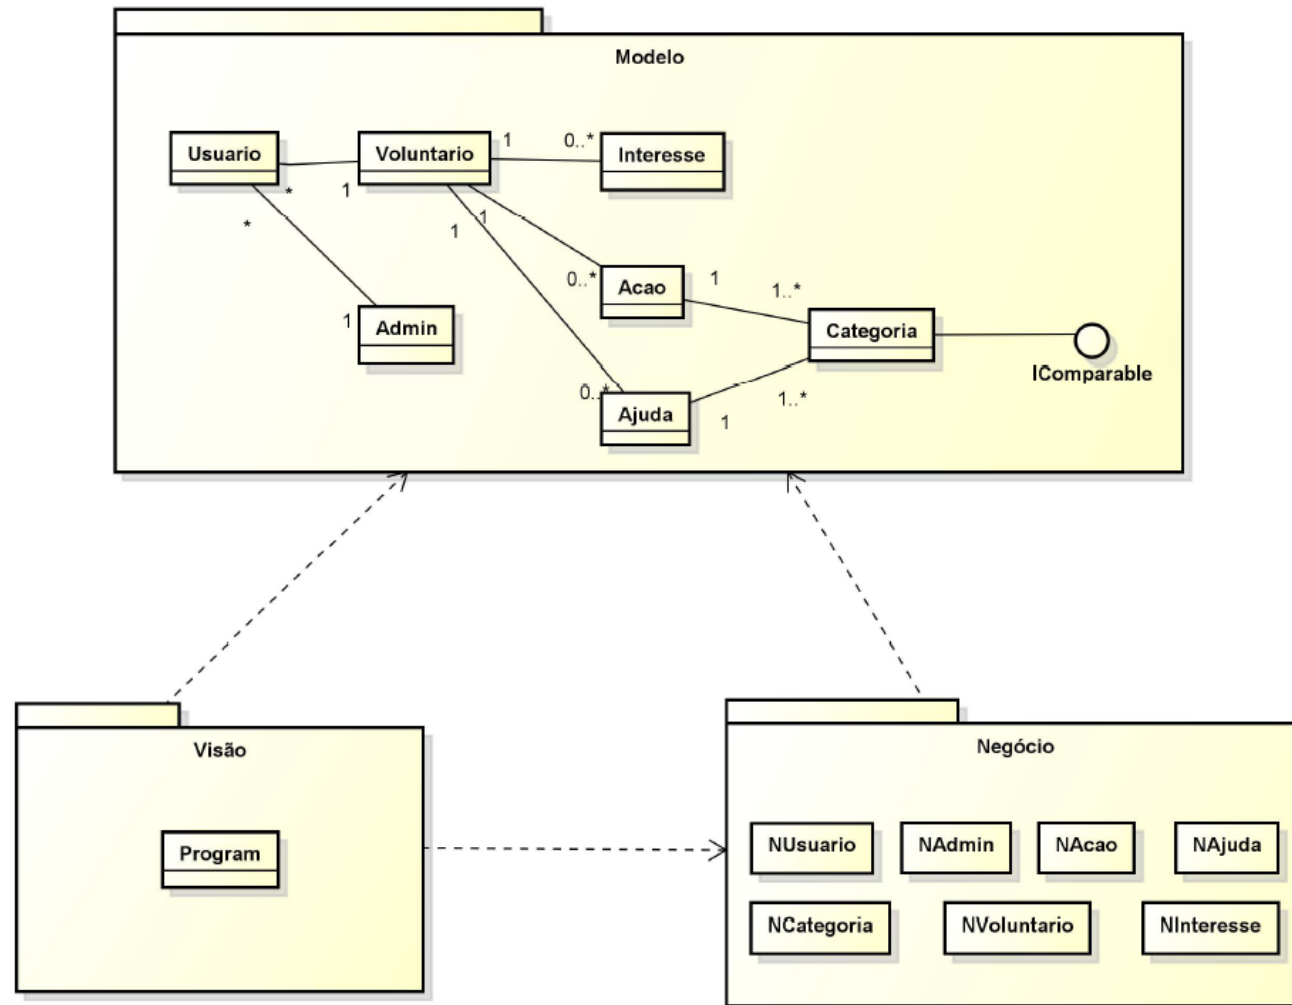 Modelo
Usuario
Voluntario
1
0..*
Interesse
*
1
1
1
*
0..*
Acao
1
1..*
Categoria
IComparable
1
Admin
0..*
Ajuda
1
1..*
Visão
Program
Negócio
NUsuario
NAdmin
NAcao
NAjuda
NCategoria
NVoluntario
NInteresse